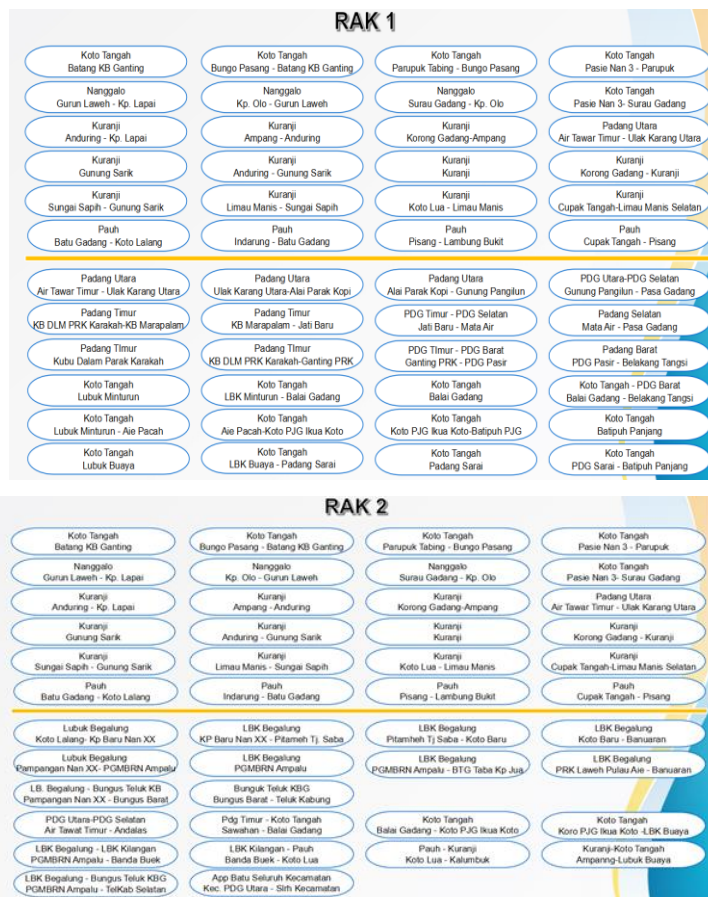 RAK 1
Koto Tangah
Batang KB Ganting
Koto Tangah
Bungo Pasang - Batang KB Ganting
Koto Tangah
Parupuk Tabing - Bungo Pasang
Koto Tangah
Pasie Nan 3 - Parupuk
Nanggalo
Gurun Laweh - Kp. Lapai
Nanggalo
Kp. Olo - Gurun Laweh
Nanggalo
Surau Gadang - Kp. Olo
Koto Tangah
Pasie Nan 3- Surau Gadang
Kuranji
Anduring - Kp. Lapai
Kuranji
Ampang - Anduring
Kuranji
Korong Gadang-Ampang
Padang Utara
Air Tawar Timur - Ulak Karang Utara
Kuranji
Gunung Sarik
Kuranji
Anduring - Gunung Sarik
Kuranji
Kuranji
Kuranji
Korong Gadang - Kuranji
Kuranji
Sungai Sapih - Gunung Sarik
Kuranji
Limau Manis - Sungai Sapih
Kuranji
Koto Lua - Limau Manis
Kuranji
Cupak Tangah-Limau Manis Selatan
Pauh
Batu Gadang - Koto Lalang
Pauh
Indarung - Batu Gadang
Pauh
Pisang - Lambung Bukit
Pauh
Cupak Tangah - Pisang
Padang Utara
Air Tawar Timur - Ulak Karang Utara
Padang Utara
Ulak Karang Utara-Alai Parak Kopi
Padang Utara
Alai Parak Kopi - Gunung Pangilun
PDG Utara-PDG Selatan
Gunung Pangilun - Pasa Gadang
Padang Timur
KB DLM PRK Karakah-KB Marapalam
Padang Timur
KB Marapalam - Jati Baru
PDG Timur - PDG Selatan
Jati Baru - Mata Air
Padang Selatan
Mata Air - Pasa Gadang
Padang TImur
Kubu Dalam Parak Karakah
Padang TImur
KB DLM PRK Karakah-Ganting PRK
PDG TImur - PDG Barat
Ganting PRK - PDG Pasir
Padang Barat
PDG Pasir - Belakang Tangsi
Koto Tangah
Lubuk Minturun
Koto Tangah
LBK Minturun - Balai Gadang
Koto Tangah
Balai Gadang
Koto Tangah - PDG Barat
Balai Gadang - Belakang Tangsi
Koto Tangah
Lubuk Minturun - Aie Pacah
Koto Tangah
Aie Pacah-Koto PJG Ikua Koto
Koto Tangah
Koto PJG Ikua Koto-Batipuh PJG
Koto Tangah
Batipuh Panjang
Koto Tangah
Lubuk Buaya
Koto Tangah
LBK Buaya - Padang Sarai
Koto Tangah
Padang Sarai
Koto Tangah
PDG Sarai - Batipuh Panjang
RAK 2
Koto Tangah
Batang KB Ganting
Koto Tangah
Bungo Pasang - Batang KB Ganting
Koto Tangah
Parupuk Tabing - Bungo Pasang
Koto Tangah
Pasie Nan 3 - Parupuk
Nanggalo
Gurun Laweh - Kp. Lapai
Nanggalo
Kp. Olo - Gurun Laweh
Nanggalo
Surau Gadang - Kp. Olo
Koto Tangah
Pasie Nan 3- Surau Gadang
Kuranji
Anduring - Kp. Lapai
Kuranji
Ampang - Anduring
Kuranji
Korong Gadang-Ampang
Padang Utara
Air Tawar Timur - Ulak Karang Utara
Kuranji
Gunung Sarik
Kuranji
Anduring - Gunung Sarik
Kuranji
Kuranji
Kuranji
Korong Gadang - Kuranji
Kuranji
Sungai Sapih - Gunung Sarik
Kuranji
Limau Manis - Sungai Sapih
Kuranji
Koto Lua - Limau Manis
Kuranji
Cupak Tangah-Limau Manis Selatan
Pauh
Batu Gadang - Koto Lalang
Pauh
Indarung - Batu Gadang
Pauh
Pisang - Lambung Bukit
Pauh
Cupak Tangah - Pisang
Lubuk Begalung
Koto Lalang- Kp Baru Nan XX
LBK Begalung
KP Baru Nan XX - Pitameh Tj. Saba
LBK Begalung
Pitamheh Tj Saba - Koto Baru
LBK Begalung
Koto Baru - Banuaran
Lubuk Begalung
Pampangan Nan XX- PGMBRN Ampalu
LBK Begalung
PGMBRN Ampalu
LBK Begalung
PGMBRN Ampalu - BTG Taba Kp Jua
LBK Begalung
PRK Laweh Pulau Aie - Banuaran
LB. Begalung - Bungus Teluk KB
Pampangan Nan XX - Bungus Barat
Bunguk Teluk KBG
Bungus Barat - Teluk Kabung
PDG Utara-PDG Selatan
Air Tawat Timur - Andalas
Pdg Timur - Koto Tangah
Sawahan - Balai Gadang
Koto Tangah
Balai Gadang - Koto PJG Ikua Koto
Koto Tangah
Koro PJG Ikua Koto -LBK Buaya
LBK Begalung - LBK Kilangan
PGMBRN Ampalu - Banda Buek
LBK Kilangan - Pauh
Banda Buek - Koto Lua
Pauh - Kuranji
Koto Lua - Kalumbuk
Kuranji-Koto Tangah
Ampanng-Lubuk Buaya
LBK Begalung - Bungus Teluk KBG
PGMBRN Ampalu - TelKab Selatan
App Batu Seluruh Kecamatan
Kec. PDG Utara - Slrh Kecamatan